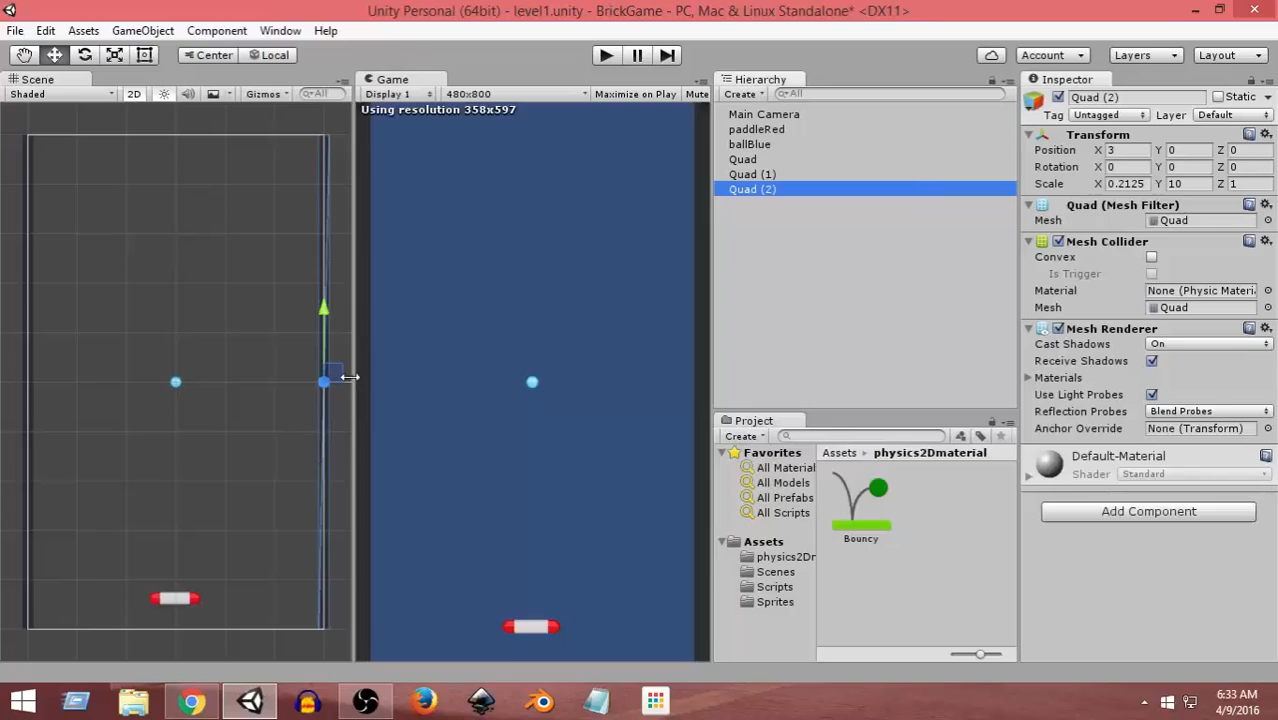 Unity Personal (64bit) - level1.unity - BrickGame - PC, Mac & Linux Standalone* <DX11>
File Edit Assets GameObject Component Window Help
Center Local Account Layers Layout
Scene Game Hierarchy Inspector
Shaded 2D Gizmos All Display 1 480x800 Maximize on Play Mute Create All
Using resolution 358x597
Main Camera
paddleRed
ballBlue
Quad
Quad (1)
Quad (2)
Quad (2) Static
Tag Untagged Layer Default
Transform
Position X 3 Y 0 Z 0
Rotation X 0 Y 0 Z 0
Scale X 0.2125 Y 10 Z 1
Quad (Mesh Filter)
Mesh Quad
Mesh Collider
Convex
Is Trigger
Material None (Physic Materi
Mesh Quad
Mesh Renderer
Cast Shadows On
Receive Shadows
Materials
Use Light Probes
Reflection Probes Blend Probes
Anchor Override None (Transform)
Default-Material
Shader Standard
Add Component
Project
Create
Favorites
All Material
All Models
All Prefabs
All Scripts
Assets
physics2Dr
Scenes
Scripts
Sprites
Assets physics2Dmaterial
Bouncy
6:33 AM
4/9/2016